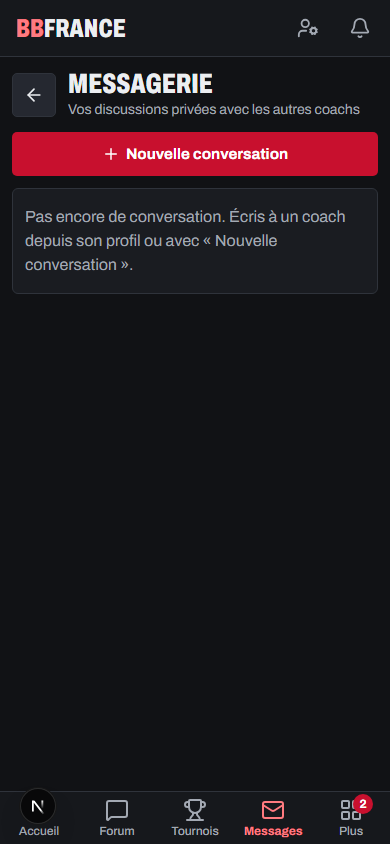 BBFRANCE
MESSAGERIE
Vos discussions privées avec les autres coachs
+ Nouvelle conversation
Pas encore de conversation. Écris à un coach
depuis son profil ou avec « Nouvelle
conversation ».
N
2
Accueil
Forum
Tournois
Messages
Plus